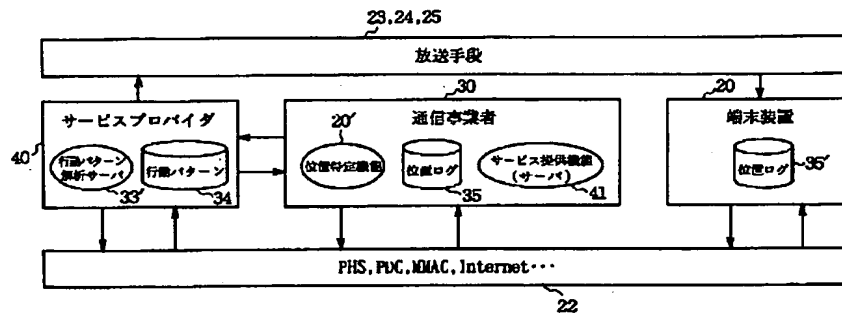 23,24,25
放送手段
30
20
サービスプロバイダ
通信事業者
端末装置
40
20′
行動パターン
解析サーバ
行動パターン
位置特定機能
位置ログ
サービス提供機能
(サーバ)
位置ログ
33′
34
35
41
36′
PHS,PDC,MMAC,Internet···
22